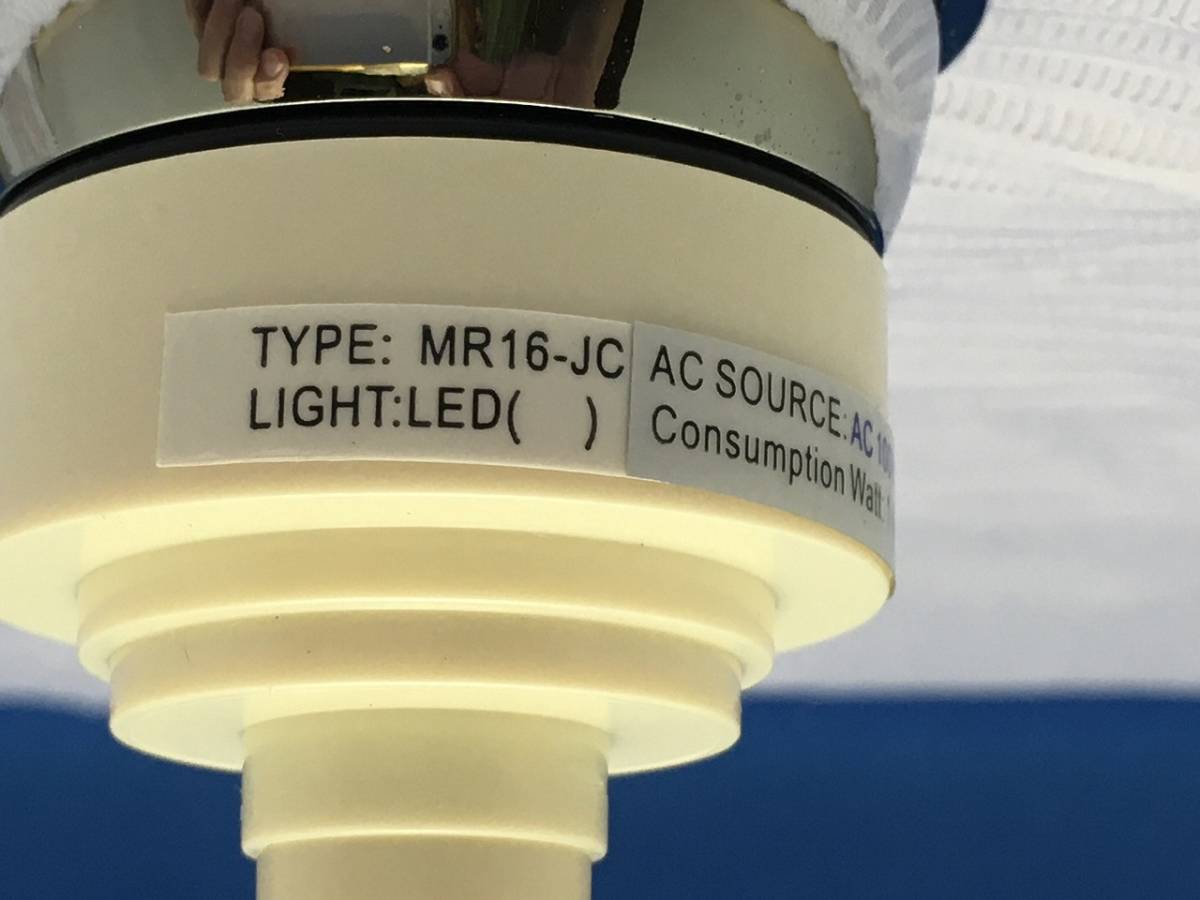 TYPE: MR16-JC
LIGHT:LED( )
AC SOURCE: AC
Consumption Watt: